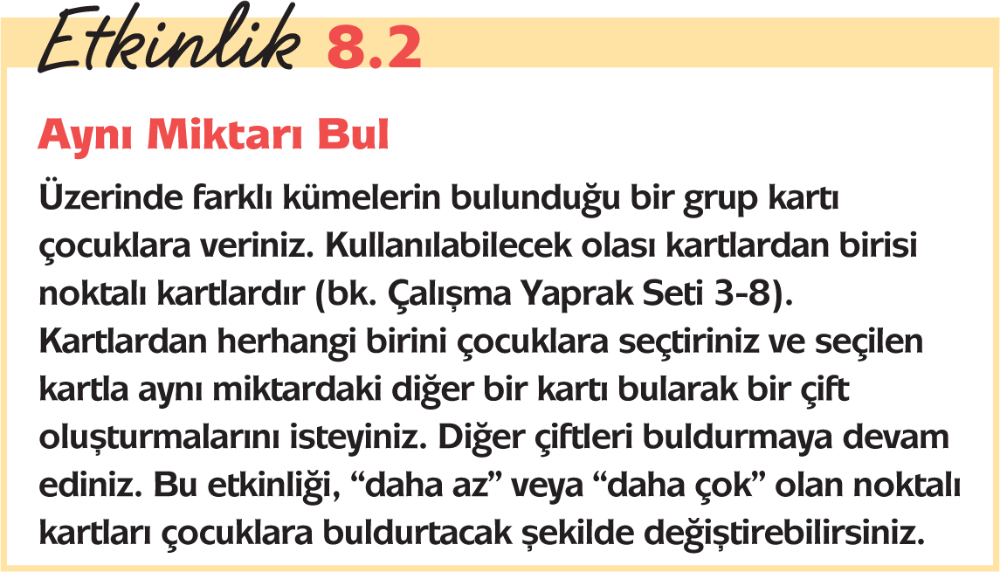 Etkinlik 8.2
Aynı Miktarı Bul
Üzerinde farklı kümelerin bulunduğu bir grup kartı
çocuklara veriniz. Kullanılabilecek olası kartlardan birisi
noktalı kartlardır (bk. Çalışma Yaprak Seti 3-8).
Kartlardan herhangi birini çocuklara seçtiriniz ve seçilen
kartla aynı miktardaki diğer bir kartı bularak bir çift
oluşturmalarını isteyiniz. Diğer çiftleri buldurmaya devam
ediniz. Bu etkinliği, “daha az” veya “daha çok” olan noktalı
kartları çocuklara buldurtacak şekilde değiştirebilirsiniz.